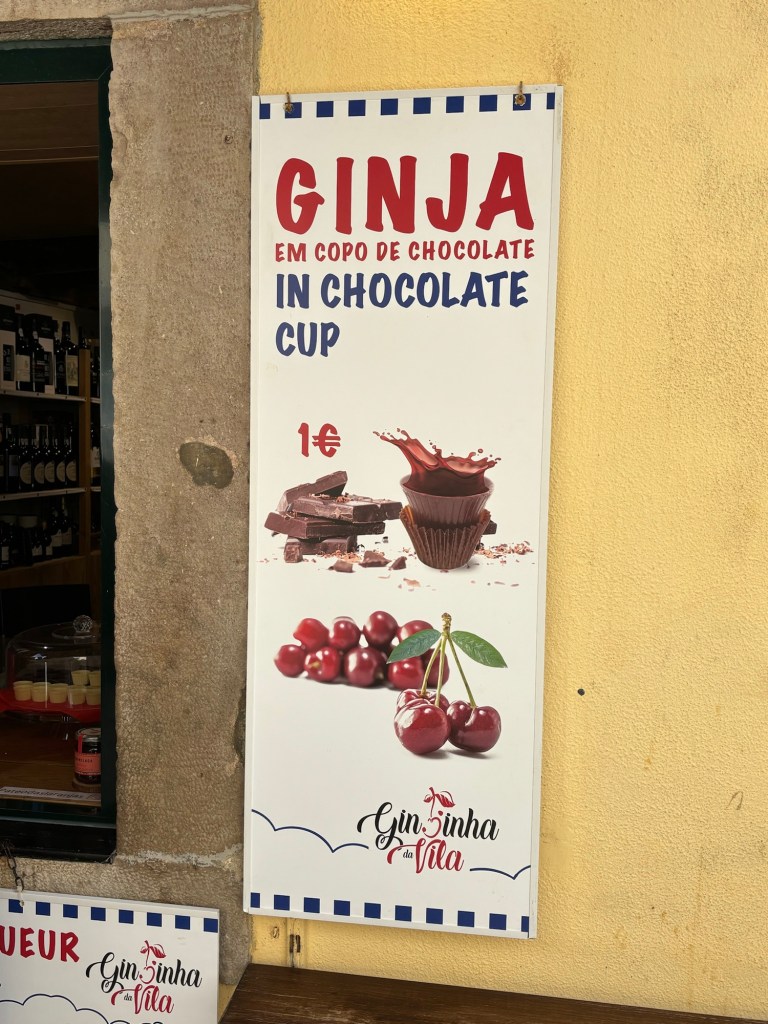 GINJA
EM COPO DE CHOCOLATE
IN CHOCOLATE
CUP
1€
Ginjinha
da Vila
UEUR
Ginjinha
da Vila